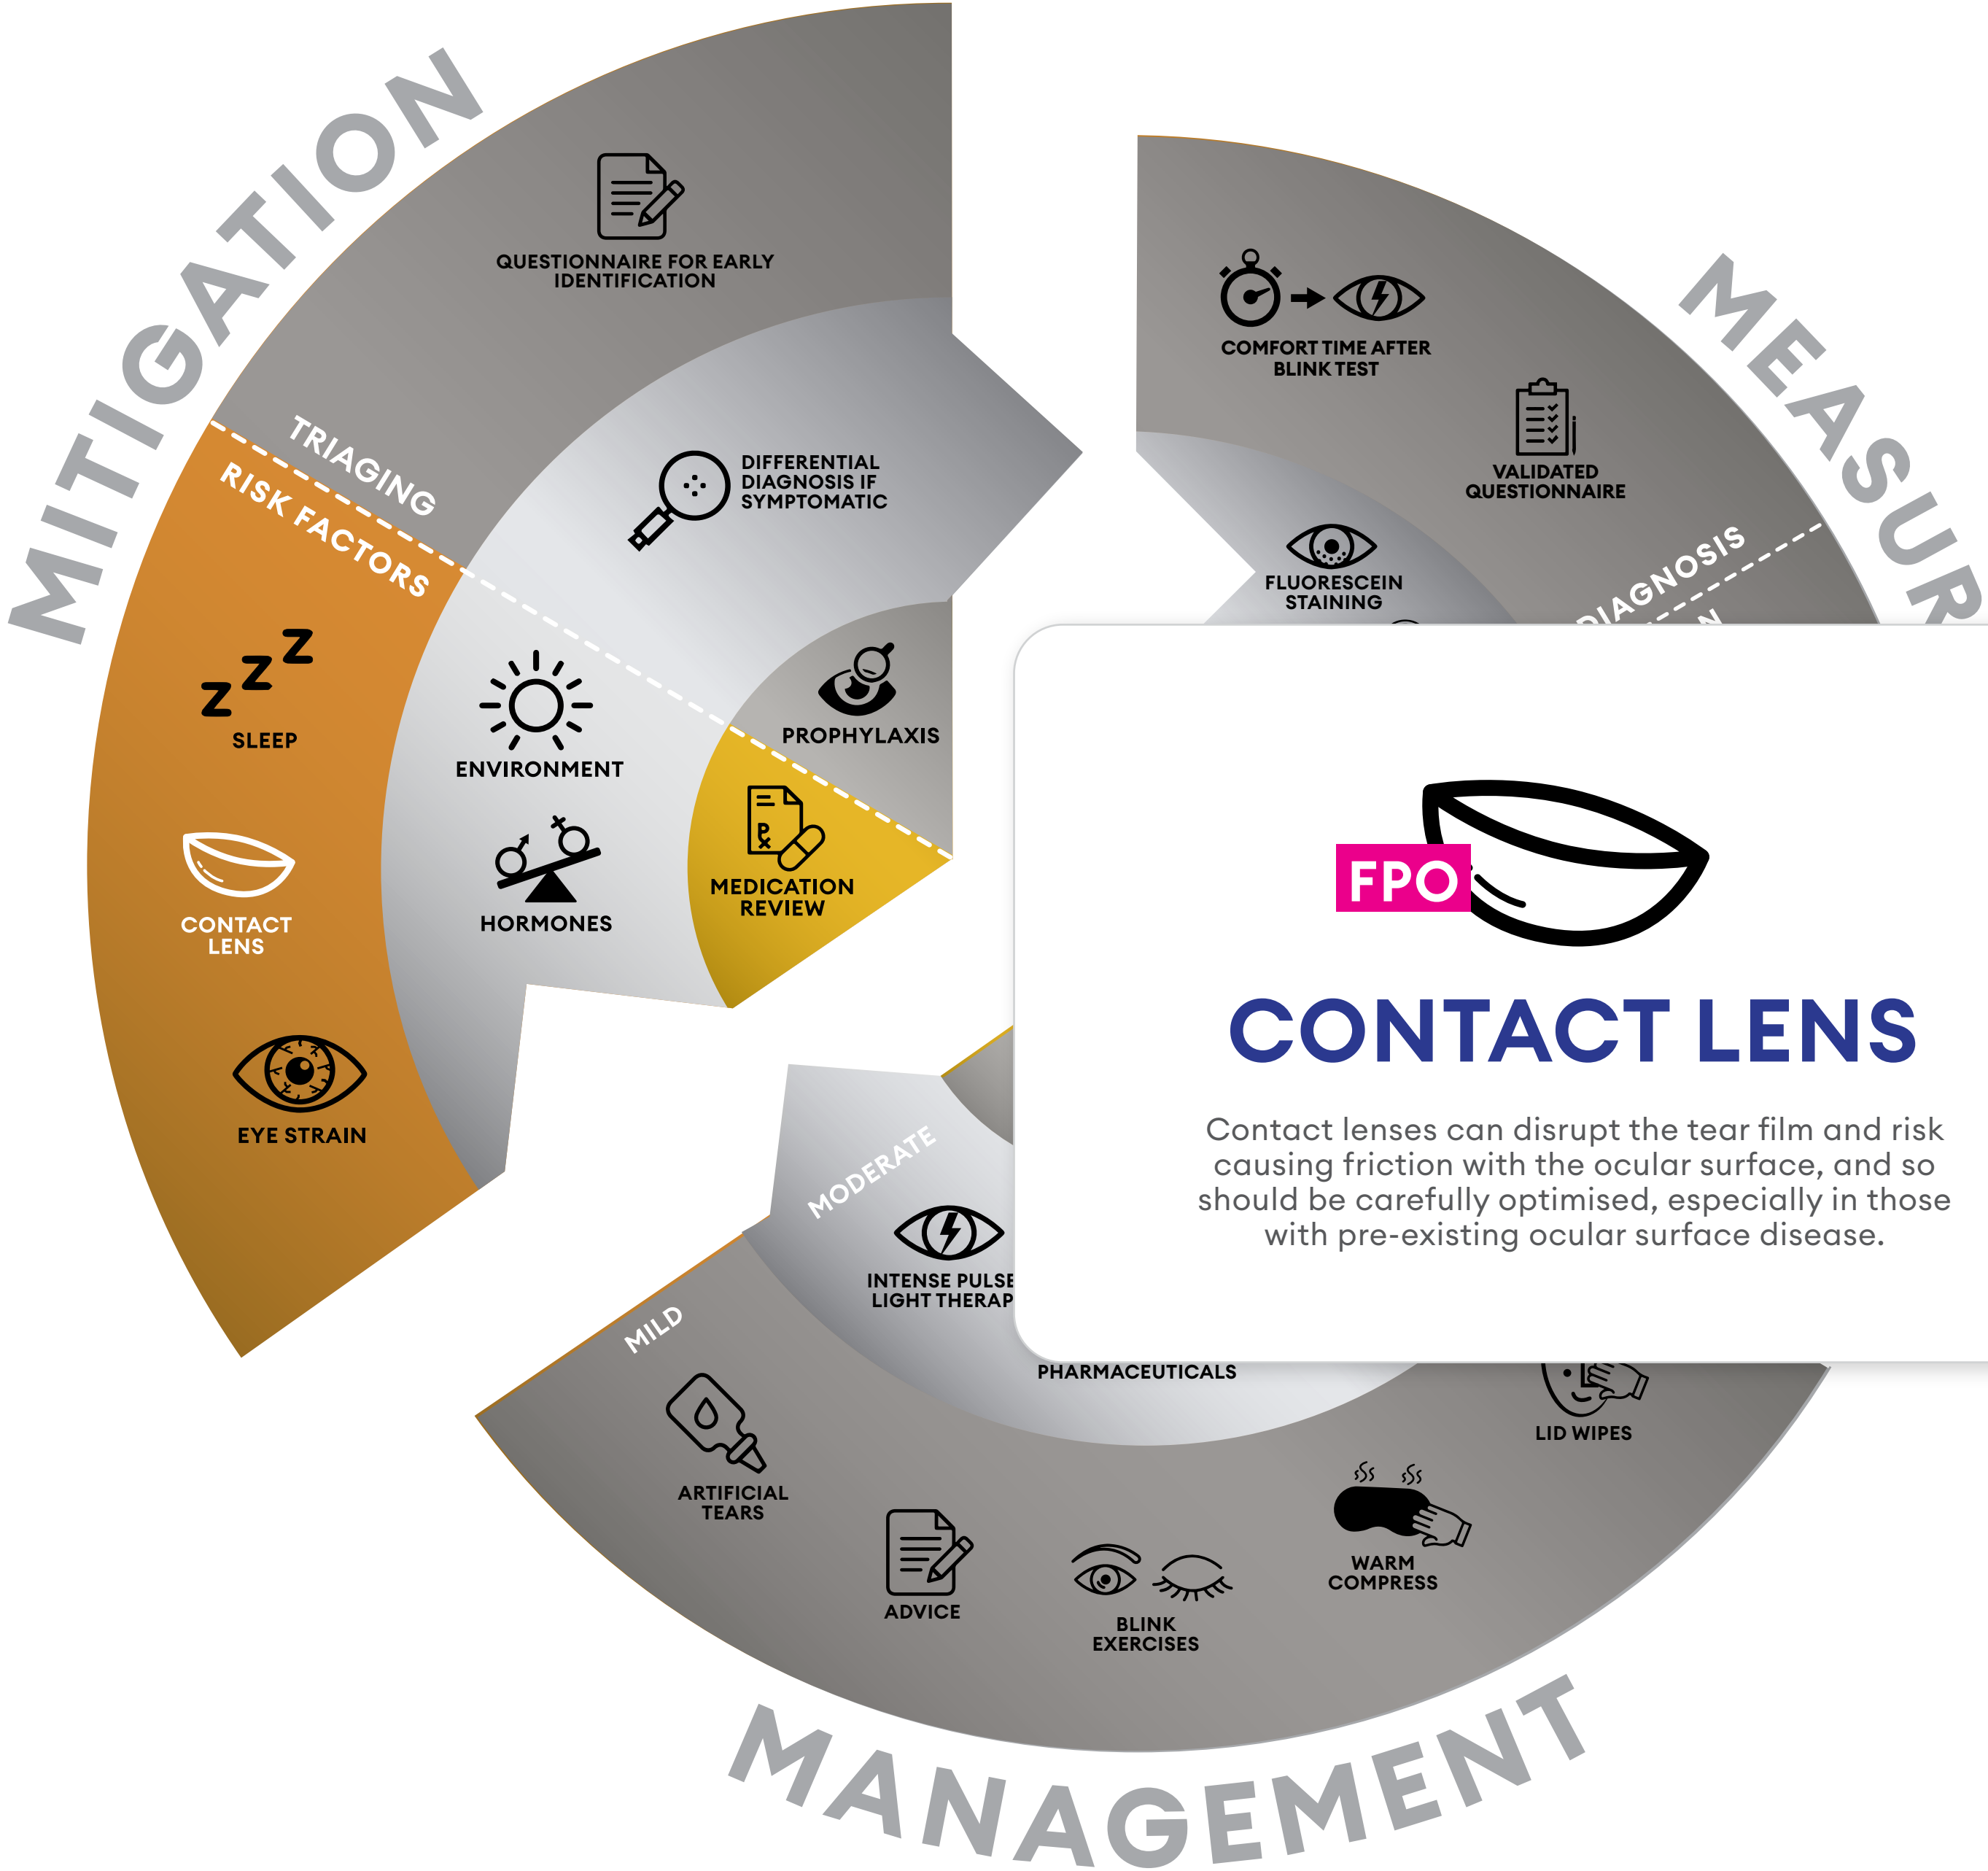 MITIGATION
QUESTIONNAIRE FOR EARLY
IDENTIFICATION
TRIAGING
DIFFERENTIAL
DIAGNOSIS IF
SYMPTOMATIC
PROPHYLAXIS
RISK FACTORS
z z z
SLEEP
CONTACT
LENS
EYE STRAIN
ENVIRONMENT
HORMONES
MEDICATION
REVIEW
MEASUR
COMFORT TIME AFTER
BLINK TEST
VALIDATED
QUESTIONNAIRE
FLUORESCEIN
STAINING
DIAGNOSIS
N
FPO
CONTACT LENS
Contact lenses can disrupt the tear film and risk
causing friction with the ocular surface, and so
should be carefully optimised, especially in those
with pre-existing ocular surface disease.
MODERATE
INTENSE PULSE
LIGHT THERAP
PHARMACEUTICALS
MILD
ARTIFICIAL
TEARS
ADVICE
BLINK
EXERCISES
WARM
COMPRESS
LID WIPES
MANAGEMENT